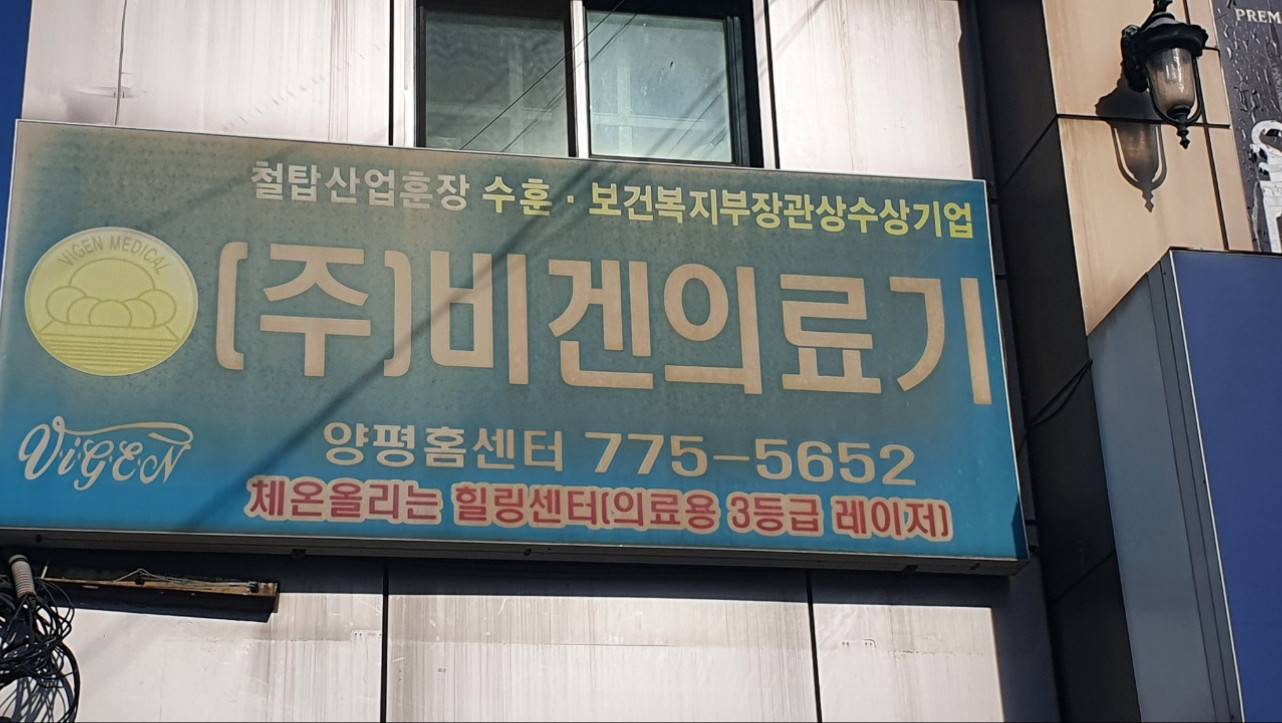 철탑산업훈장 수훈·보건복지부장관상수상기업
VIGEN MEDICAL
(주)비겐의료기
ViGEN
양평홈센터 775-5652
체온올리는 힐링센터(의료용 3등급 레이저)
PREM